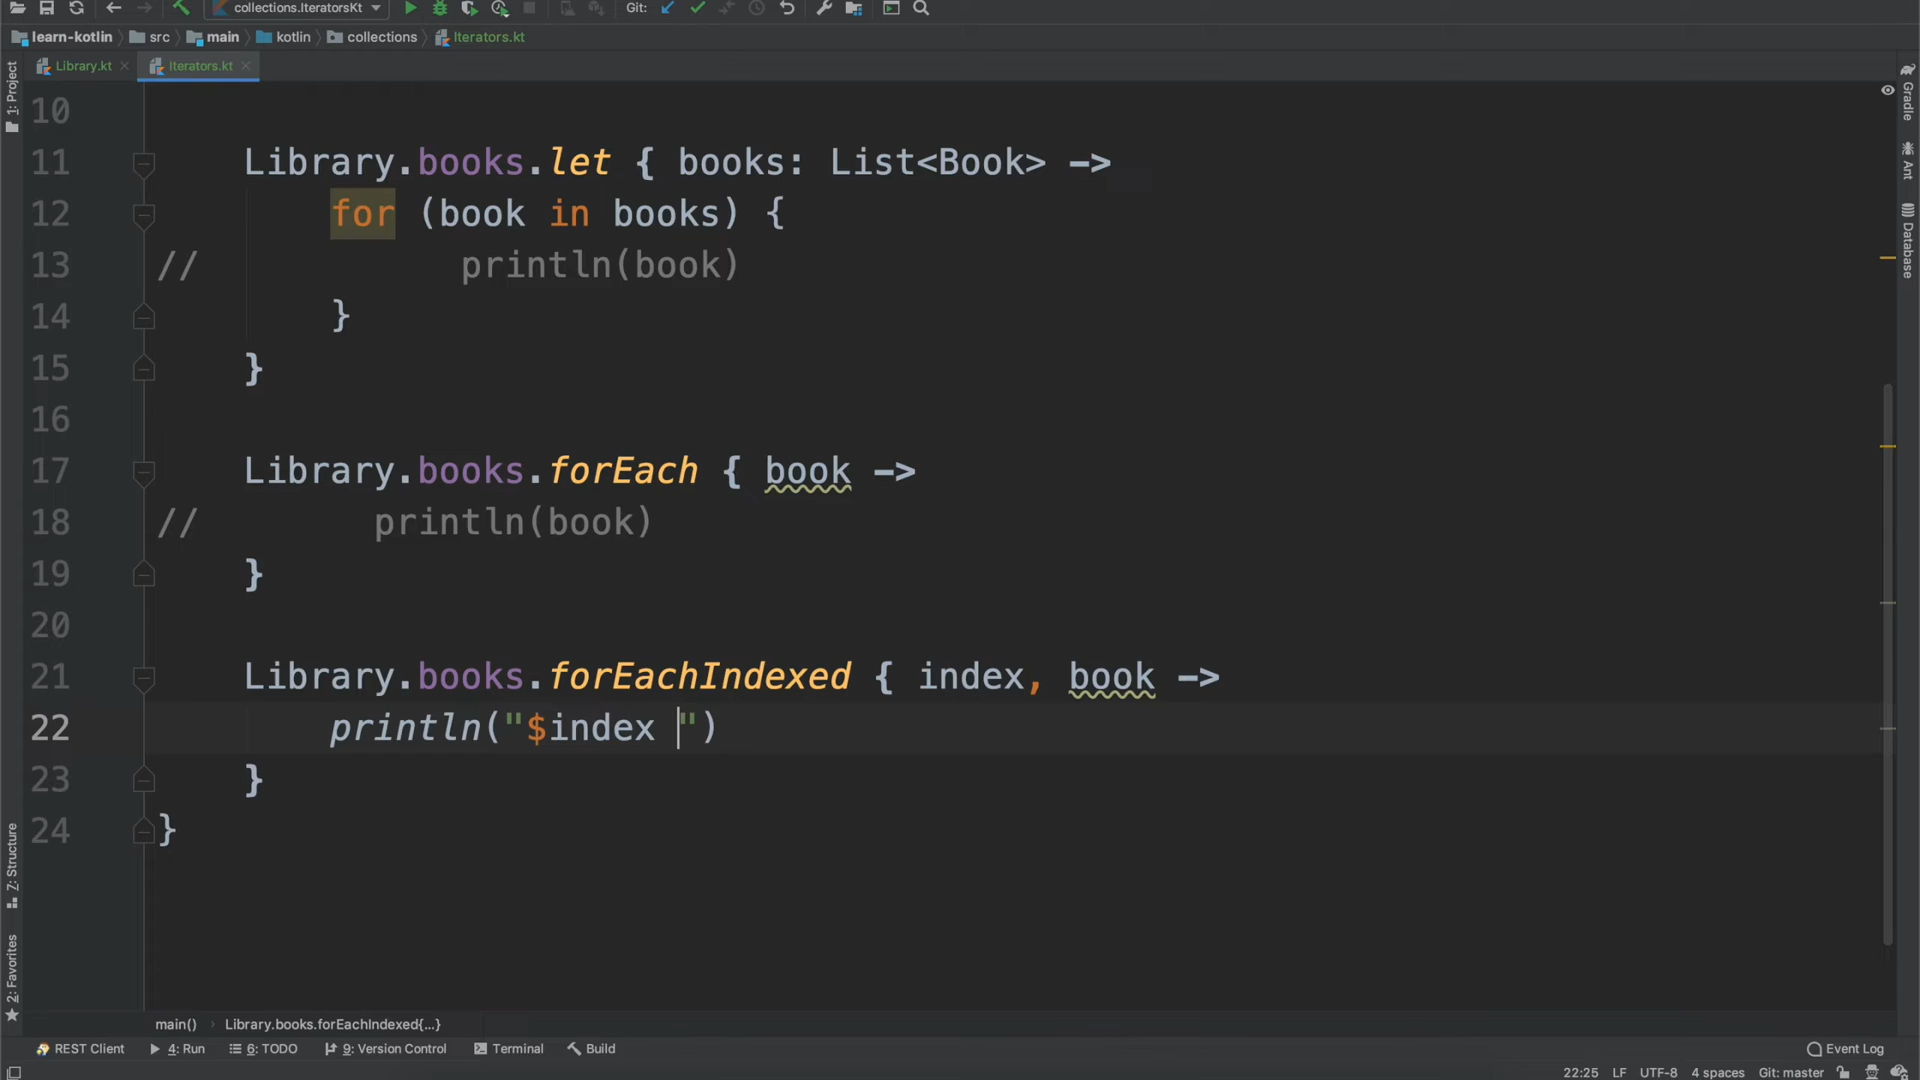 collections.IteratorsKt Git:
learn-kotlin src main kotlin collections Iterators.kt
Library.kt Iterators.kt
1: Project
Gradle
Ant
Database
10
11 Library.books.let { books: List<Book> ->
12 for (book in books) {
13 // println(book)
14 }
15 }
16
17 Library.books.forEach { book ->
18 // println(book)
19 }
20
21 Library.books.forEachIndexed { index, book ->
22 println("$index ")
23 }
24 }
Z: Structure
2: Favorites
main() Library.books.forEachIndexed{...}
REST Client 4: Run 6: TODO 9: Version Control Terminal Build Event Log
22:25 LF UTF-8 4 spaces Git: master